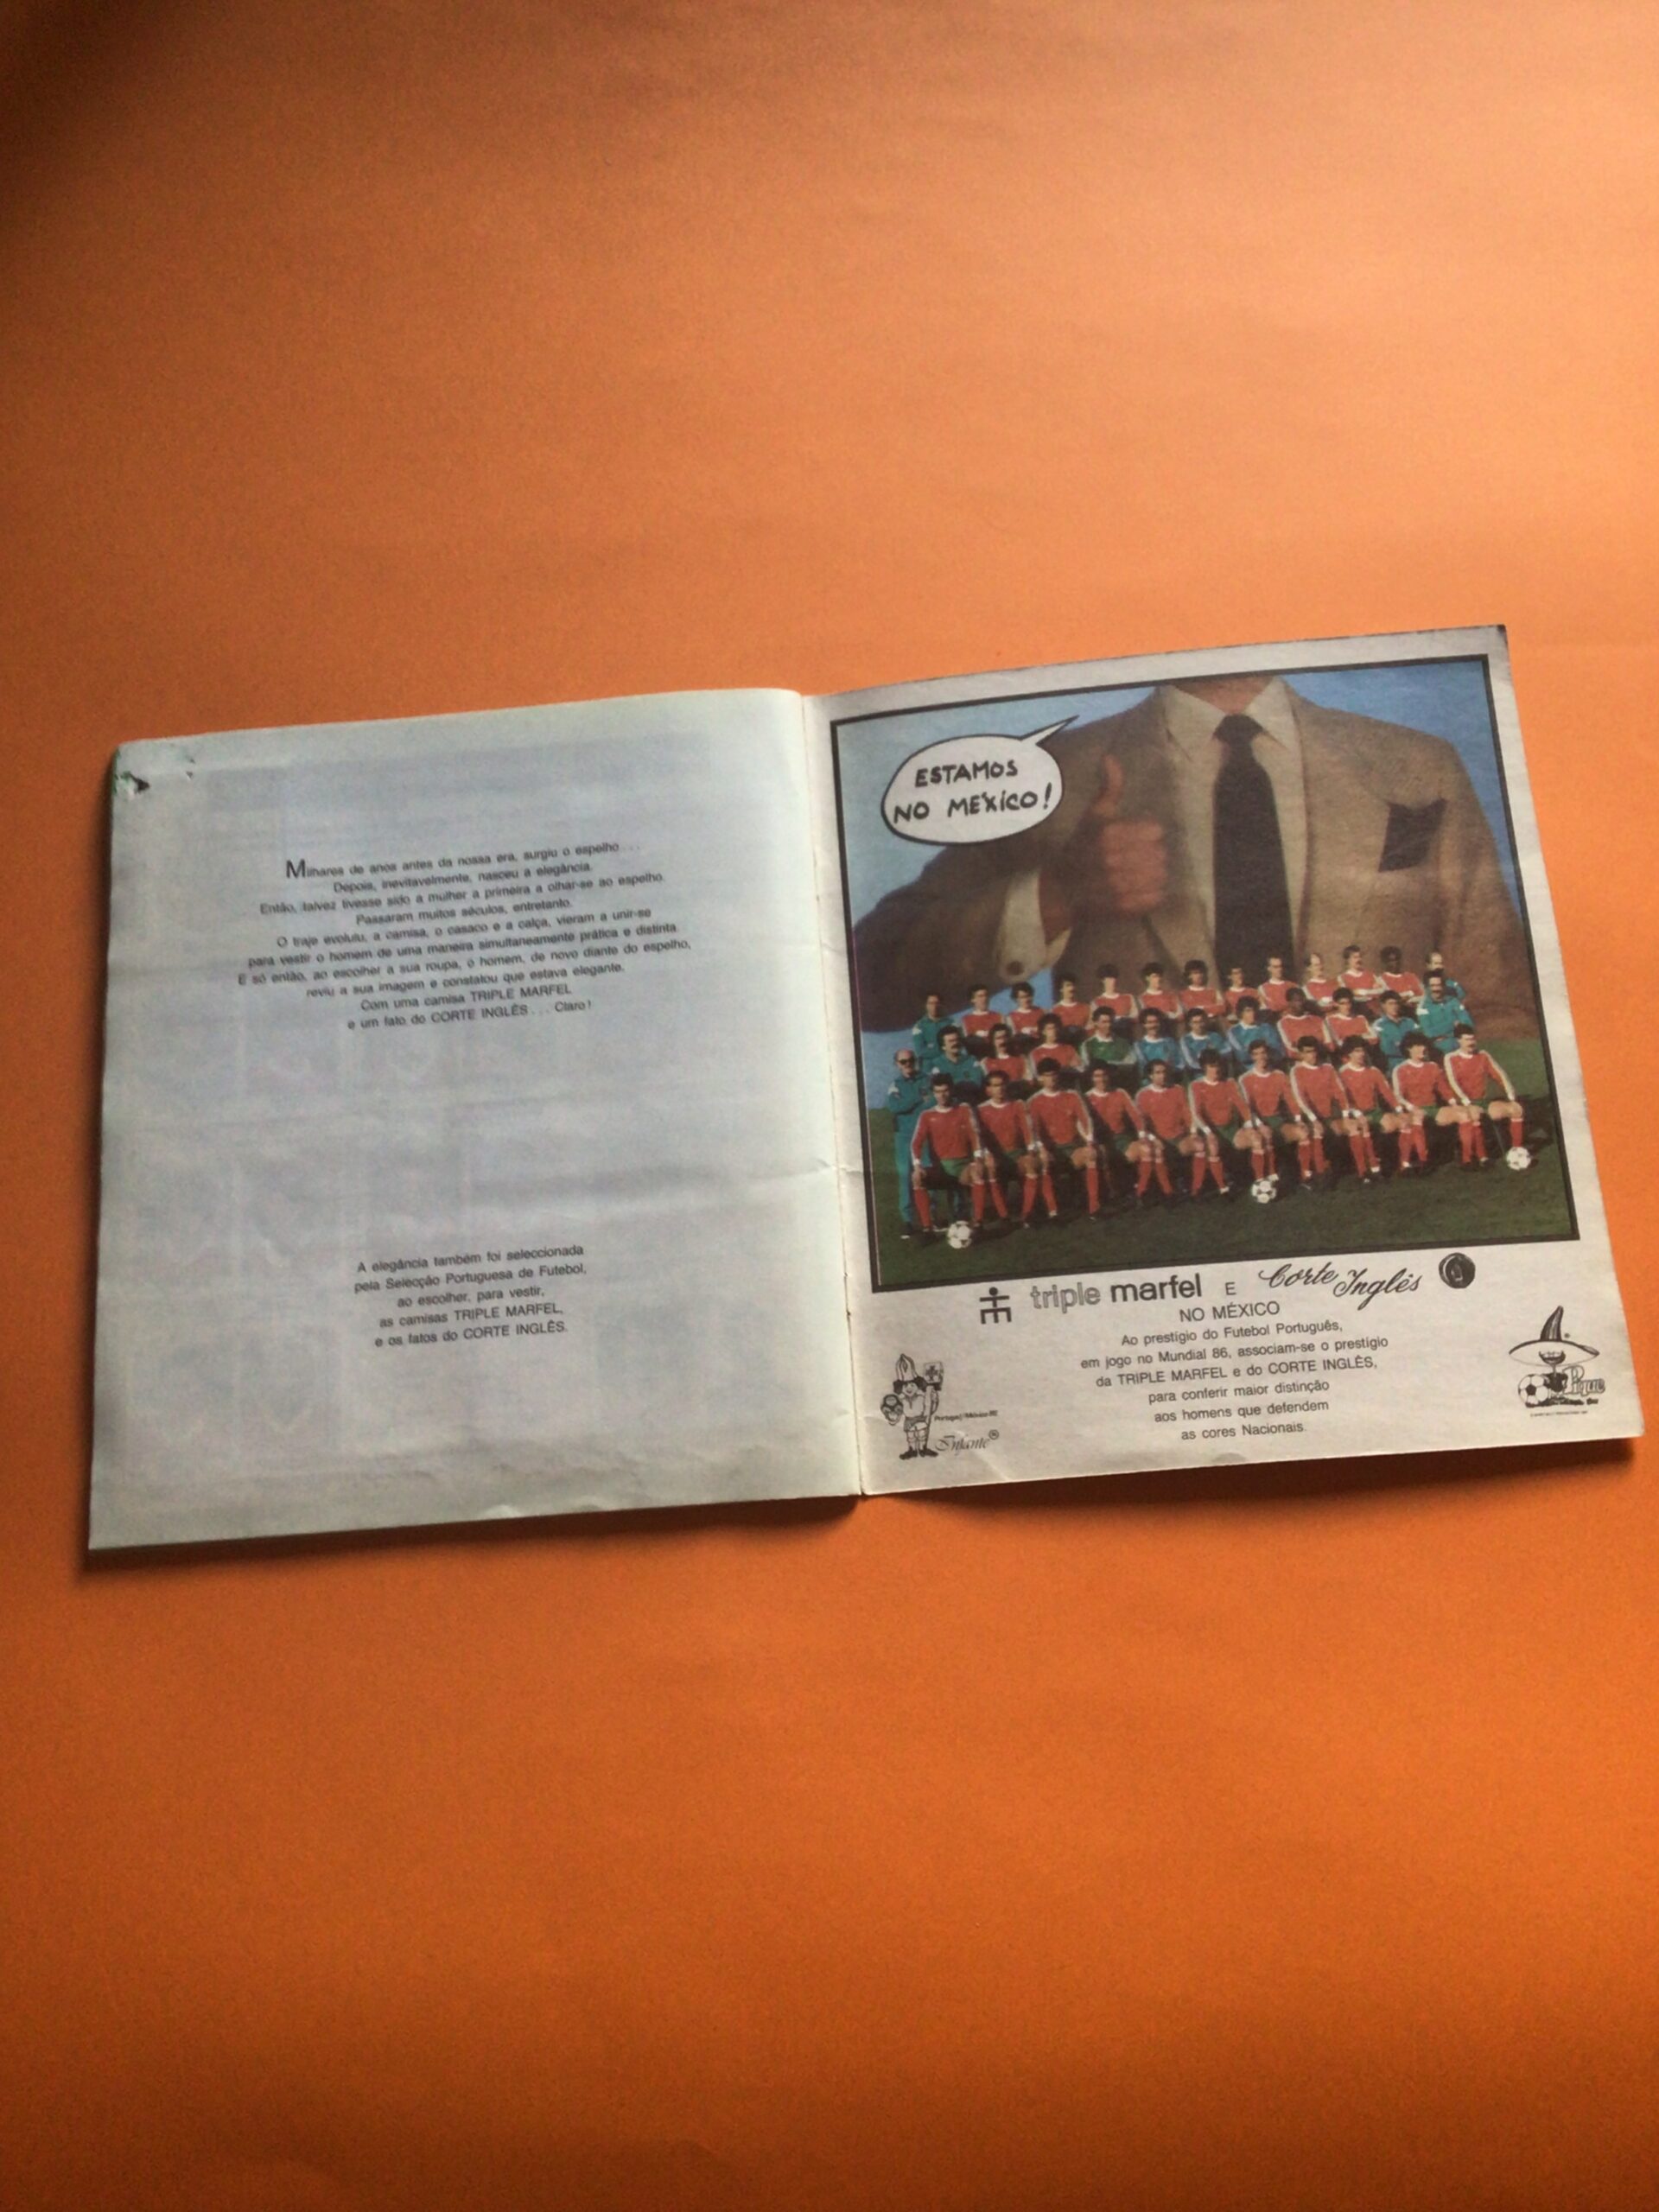 Milhares de anos antes da nossa era, surgiu o espelho . . .
Depois, inevitavelmente, nasceu a elegância.
Então, talvez tivesse sido a mulher a primeira a olhar-se ao espelho.
Passaram muitos séculos, entretanto.
O traje evoluiu, a camisa, o casaco e a calça, vieram a unir-se
para vestir o homem de uma maneira simultaneamente prática e distinta.
E só então, ao escolher a sua roupa, o homem, de novo diante do espelho,
reviu a sua imagem e constatou que estava elegante.
Com uma camisa TRIPLE MARFEL
e um fato do CORTE INGLÊS . . . Claro!
A elegância também foi seleccionada
pela Selecção Portuguesa de Futebol,
ao escolher, para vestir,
as camisas TRIPLE MARFEL,
e os fatos do CORTE INGLÊS.
ESTAMOS
NO MÉXICO!
triple marfel E Corte Inglês
NO MÉXICO
Ao prestigio do Futebol Português,
em jogo no Mundial 86, associam-se o prestigio
da TRIPLE MARFEL e do CORTE INGLÊS,
para conferir maior distinção
aos homens que defendem
as cores Nacionais.
Portugal/México-86
Infante®
Pique